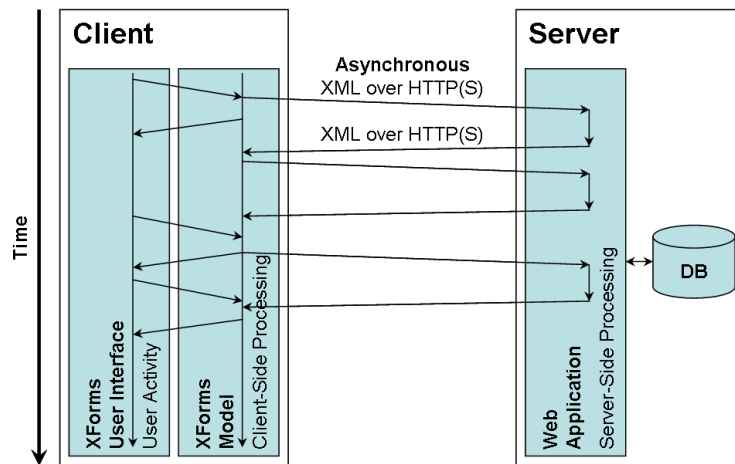 Client
Server
Asynchronous
XML over HTTP(S)
XML over HTTP(S)
Time
XForms
User Interface
User Activity
XForms
Model
Client-Side Processing
Web
Application
Server-Side Processing
DB